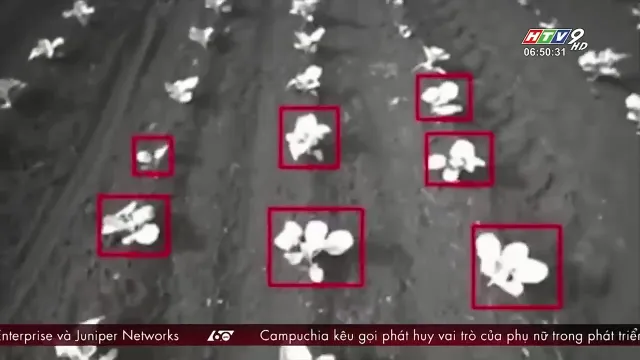 HTV9 HD
06:50:31
Enterprise và Juniper Networks 60 Campuchia kêu gọi phát huy vai trò của phụ nữ trong phát triể